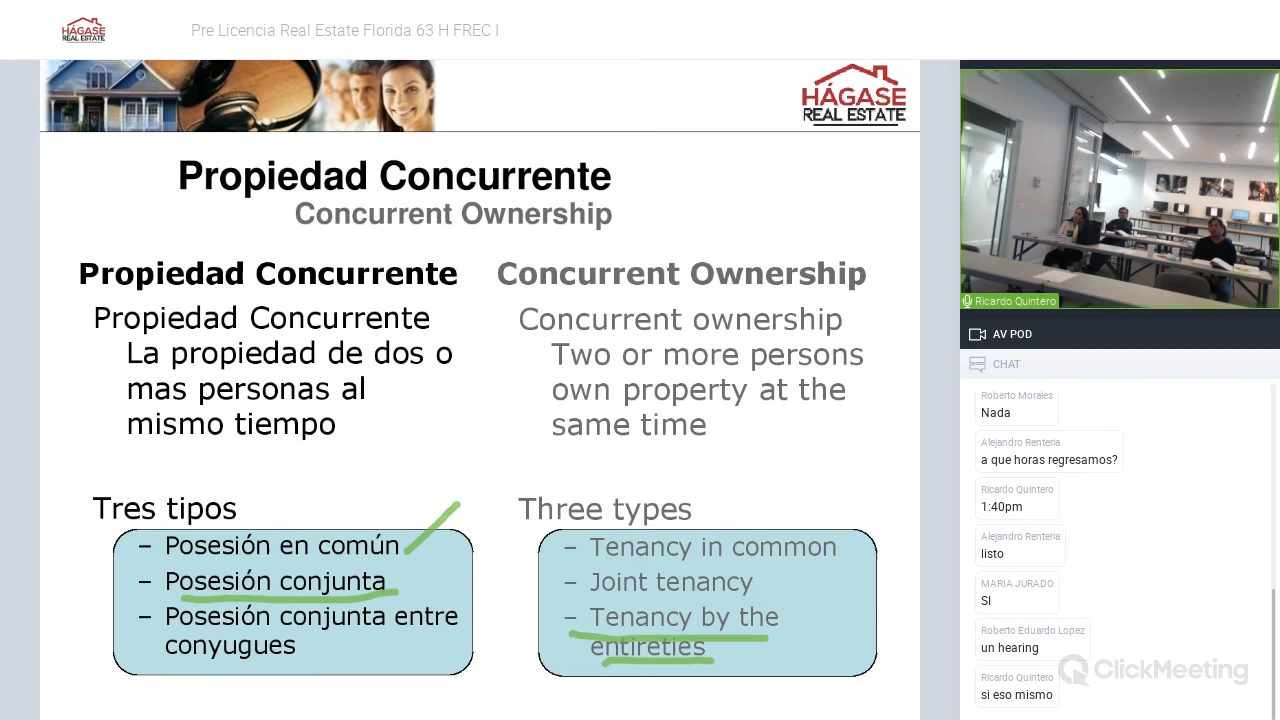 HÁGASE
REAL ESTATE
Pre Licencia Real Estate Florida 63 H FREC I
HÁGASE
REAL ESTATE
Propiedad Concurrente
Concurrent Ownership
Propiedad Concurrente
Propiedad Concurrente
La propiedad de dos o
mas personas al
mismo tiempo
Tres tipos
– Posesión en común
– Posesión conjunta
– Posesión conjunta entre
conyugues
Concurrent Ownership
Concurrent ownership
Two or more persons
own property at the
same time
Three types
– Tenancy in common
– Joint tenancy
– Tenancy by the
entireties
Ricardo Quintero
AV POD
CHAT
Roberto Morales
Nada
Alejandro Renteria
a que horas regresamos?
Ricardo Quintero
1:40pm
Alejandro Renteria
listo
MARIA JURADO
SI
Roberto Eduardo Lopez
un hearing
Ricardo Quintero
si eso mismo
ClickMeeting